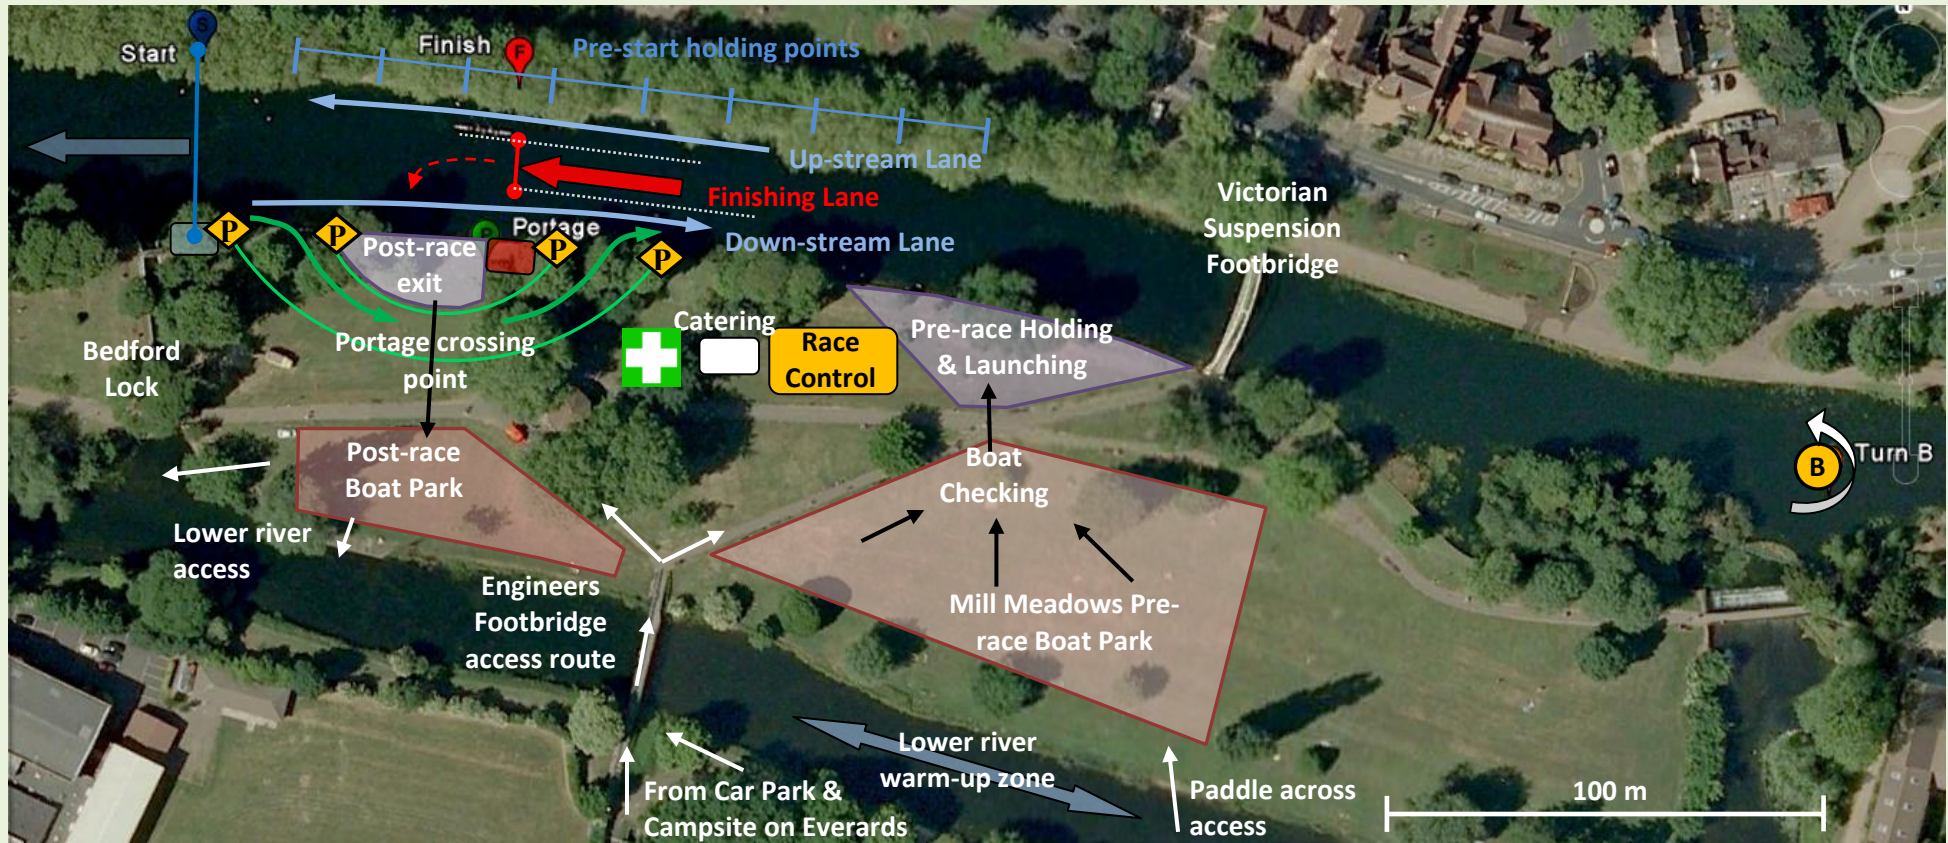 S
Start
Finish
F
Pre-start holding points
Up-stream Lane
Finishing Lane
Down-stream Lane
Portage
P
P
P
P
Post-race
exit
Portage crossing
point
Bedford
Lock
Catering
Race
Control
Pre-race Holding
& Launching
Victorian
Suspension
Footbridge
B
Turn B
Post-race
Boat Park
Boat
Checking
Lower river
access
Engineers
Footbridge
access route
Mill Meadows Pre-
race Boat Park
Lower river
warm-up zone
From Car Park &
Campsite on Everards
Paddle across
access
100 m